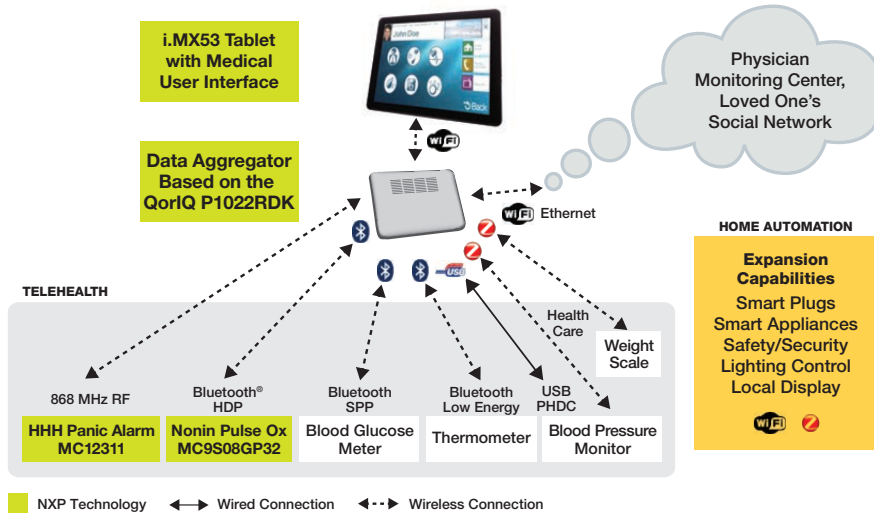 i.MX53 Tablet
with Medical
User Interface
John Doe
Back
Physician
Monitoring Center,
Loved One's
Social Network
WiFi
Data Aggregator
Based on the
QorIQ P1022RDK
WiFi Ethernet
Z
Z
USB
HOME AUTOMATION
Expansion
Capabilities
Smart Plugs
Smart Appliances
Safety/Security
Lighting Control
Local Display
WiFi Z
TELEHEALTH
Health
Care
Weight
Scale
868 MHz RF
HHH Panic Alarm
MC12311
Bluetooth®
HDP
Nonin Pulse Ox
MC9S08GP32
Bluetooth
SPP
Blood Glucose
Meter
Bluetooth
Low Energy
Thermometer
USB
PHDC
Blood Pressure
Monitor
NXP Technology
Wired Connection
Wireless Connection